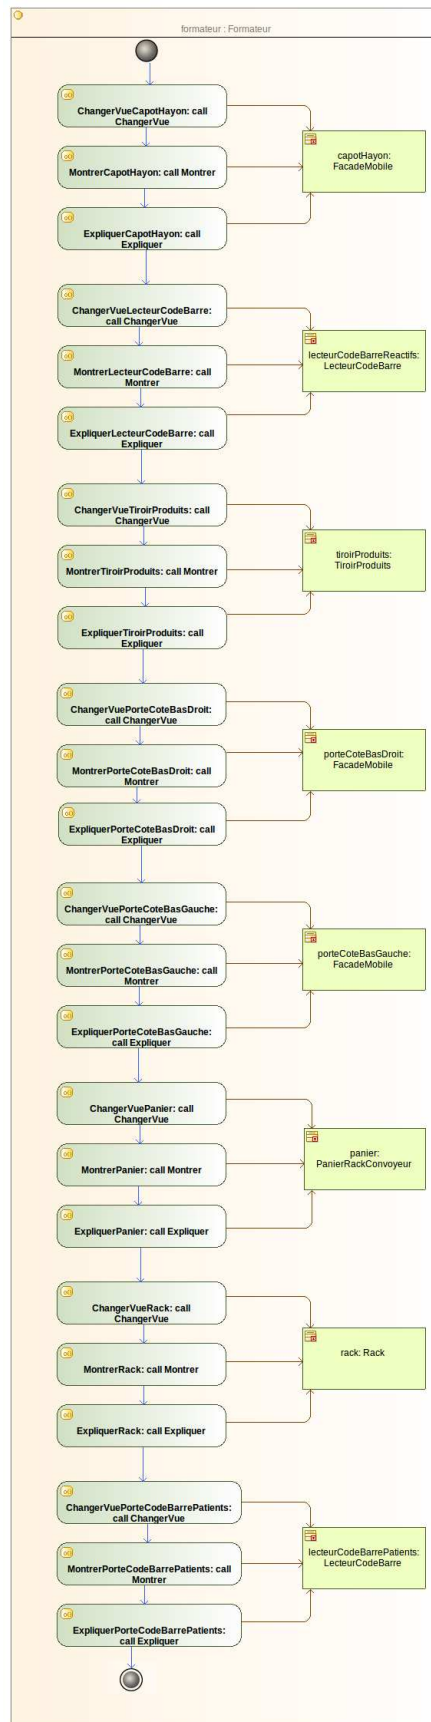 formateur : Formateur
ChangerVueCapotHayon: call
ChangerVue
MontrerCapotHayon: call Montrer
ExpliquerCapotHayon: call
Expliquer
capotHayon:
FacadeMobile
ChangerVueLecteurCodeBarre:
call ChangerVue
MontrerLecteurCodeBarre: call
Montrer
ExpliquerLecteurCodeBarre: call
Expliquer
lecteurCodeBarreReactifs:
LecteurCodeBarre
ChangerVueTiroirProduits: call
ChangerVue
MontrerTiroirProduits: call Montrer
ExpliquerTiroirProduits: call
Expliquer
tiroirProduits:
TiroirProduits
ChangerVuePorteCoteBasDroit:
call ChangerVue
MontrerPorteCoteBasDroit: call
Montrer
ExpliquerPorteCoteBasDroit: call
Expliquer
porteCoteBasDroit:
FacadeMobile
ChangerVuePorteCoteBasGauche:
call ChangerVue
MontrerPorteCoteBasGauche: call
Montrer
ExpliquerPorteCoteBasGauche:
call Expliquer
porteCoteBasGauche:
FacadeMobile
ChangerVuePanier: call
ChangerVue
MontrerPanier: call Montrer
ExpliquerPanier: call Expliquer
panier:
PanierRackConvoyeur
ChangerVueRack: call
ChangerVue
MontrerRack: call Montrer
ExpliquerRack: call Expliquer
rack: Rack
ChangerVuePorteCodeBarrePatients:
call ChangerVue
MontrerPorteCodeBarrePatients: call
Montrer
ExpliquerPorteCodeBarrePatients:
call Expliquer
lecteurCodeBarrePatients:
LecteurCodeBarre